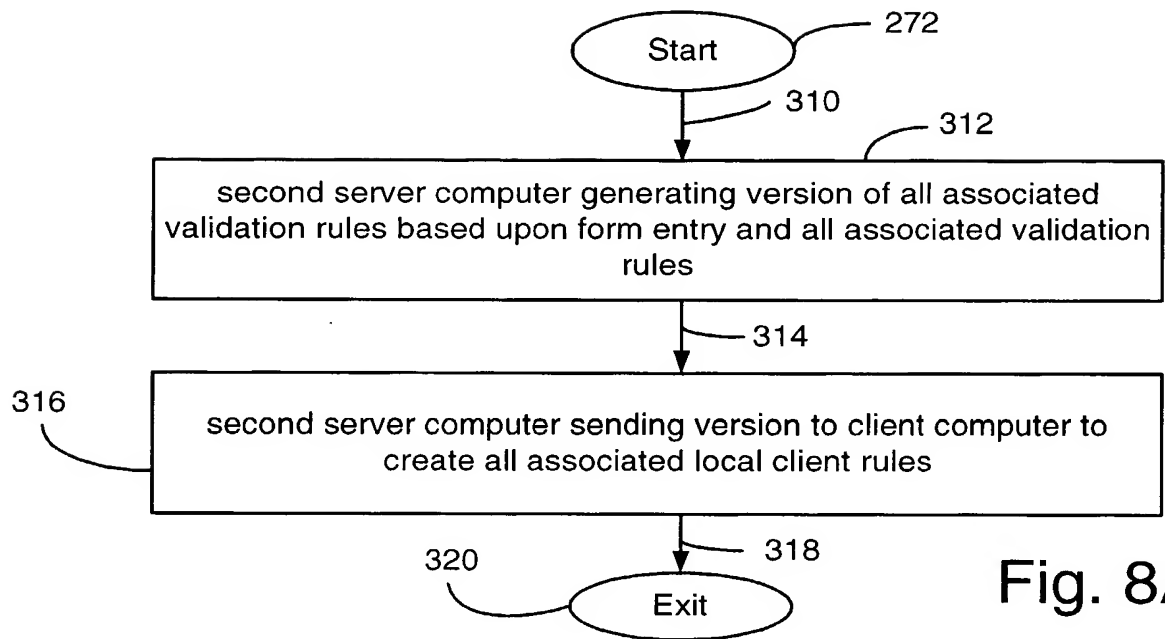 Start
272
310
312
second server computer generating version of all associated
validation rules based upon form entry and all associated validation
rules
314
316
second server computer sending version to client computer to
create all associated local client rules
318
320
Exit
Fig. 8